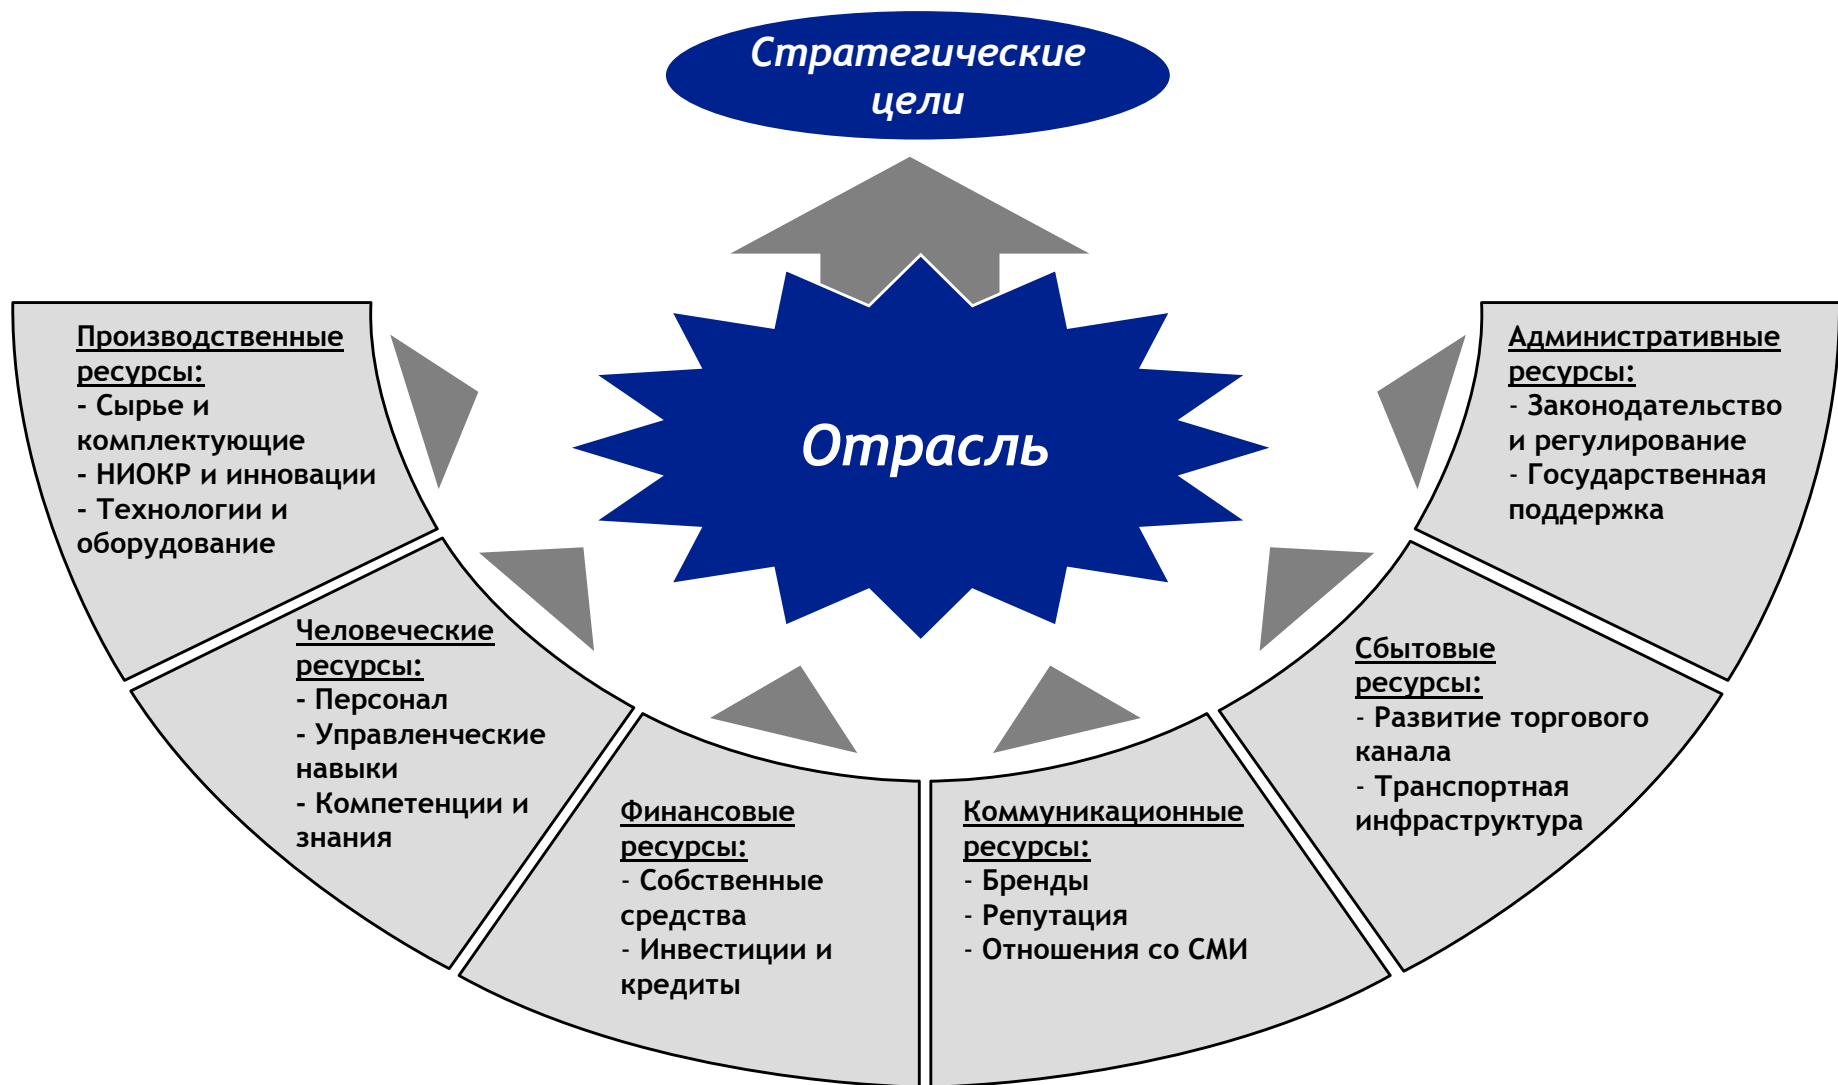 Стратегические
цели
Отрасль
Производственные
ресурсы:
- Сырье и
комплектующие
- НИОКР и инновации
- Технологии и
оборудование
Человеческие
ресурсы:
- Персонал
- Управленческие
навыки
- Компетенции и
знания
Финансовые
ресурсы:
- Собственные
средства
- Инвестиции и
кредиты
Коммуникационные
ресурсы:
- Бренды
- Репутация
- Отношения со СМИ
Сбытовые
ресурсы:
- Развитие торгового
канала
- Транспортная
инфраструктура
Административные
ресурсы:
- Законодательство
и регулирование
- Государственная
поддержка